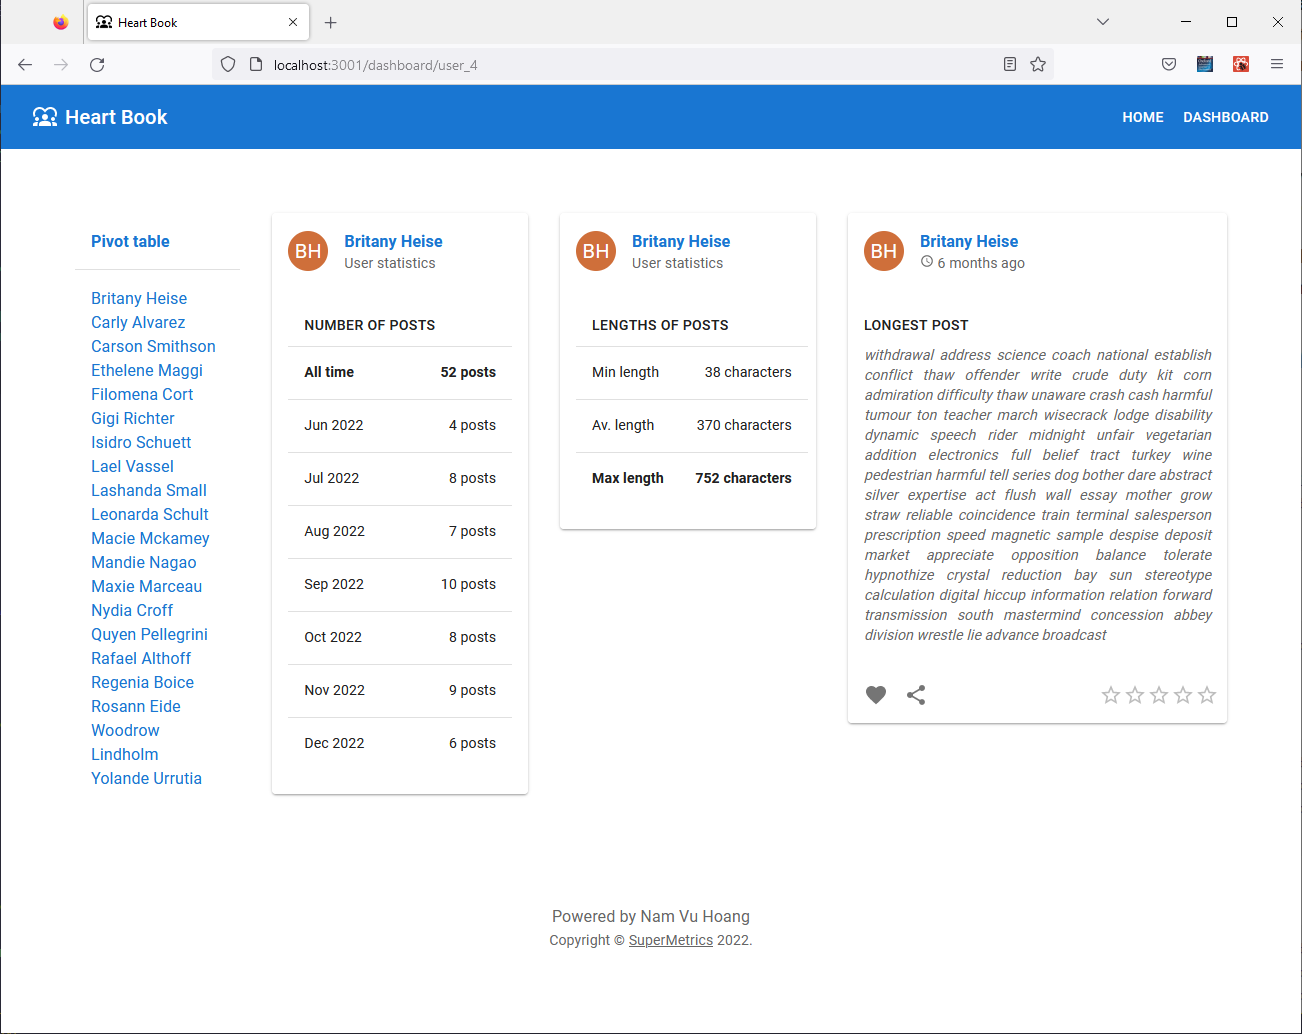 Heart Book
localhost:3001/dashboard/user_4
Heart Book
HOME
DASHBOARD
Pivot table
Britany Heise
Carly Alvarez
Carson Smithson
Ethelene Maggi
Filomena Cort
Gigi Richter
Isidro Schuett
Lael Vassel
Lashanda Small
Leonarda Schult
Macie Mckamey
Mandie Nagao
Maxie Marceau
Nydia Croff
Quyen Pellegrini
Rafael Althoff
Regenia Boice
Rosann Eide
Woodrow
Lindholm
Yolande Urrutia
BH
Britany Heise
User statistics
NUMBER OF POSTS
All time 52 posts
Jun 2022 4 posts
Jul 2022 8 posts
Aug 2022 7 posts
Sep 2022 10 posts
Oct 2022 8 posts
Nov 2022 9 posts
Dec 2022 6 posts
BH
Britany Heise
User statistics
LENGTHS OF POSTS
Min length 38 characters
Av. length 370 characters
Max length 752 characters
BH
Britany Heise
6 months ago
LONGEST POST
withdrawal address science coach national establish
conflict thaw offender write crude duty kit corn
admiration difficulty thaw unaware crash cash harmful
tumour ton teacher march wisecrack lodge disability
dynamic speech rider midnight unfair vegetarian
addition electronics full belief tract turkey wine
pedestrian harmful tell series dog bother dare abstract
silver expertise act flush wall essay mother grow
straw reliable coincidence train terminal salesperson
prescription speed magnetic sample despise deposit
market appreciate opposition balance tolerate
hypnothize crystal reduction bay sun stereotype
calculation digital hiccup information relation forward
transmission south mastermind concession abbey
division wrestle lie advance broadcast
Powered by Nam Vu Hoang
Copyright © SuperMetrics 2022.